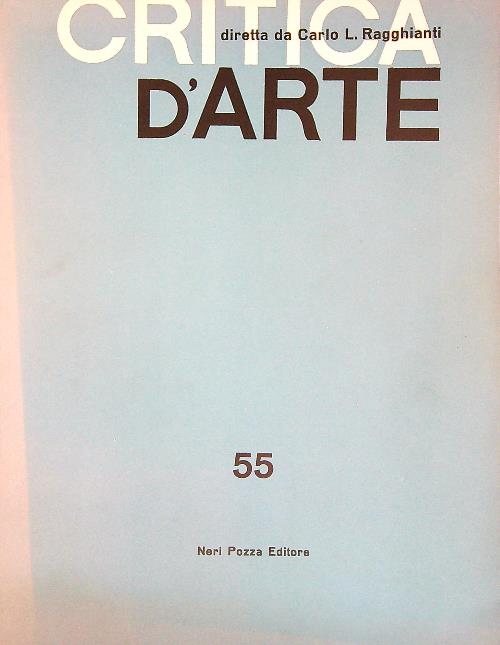 CRITICA
diretta da Carlo L. Ragghianti
D'ARTE
55
Neri Pozza Editore